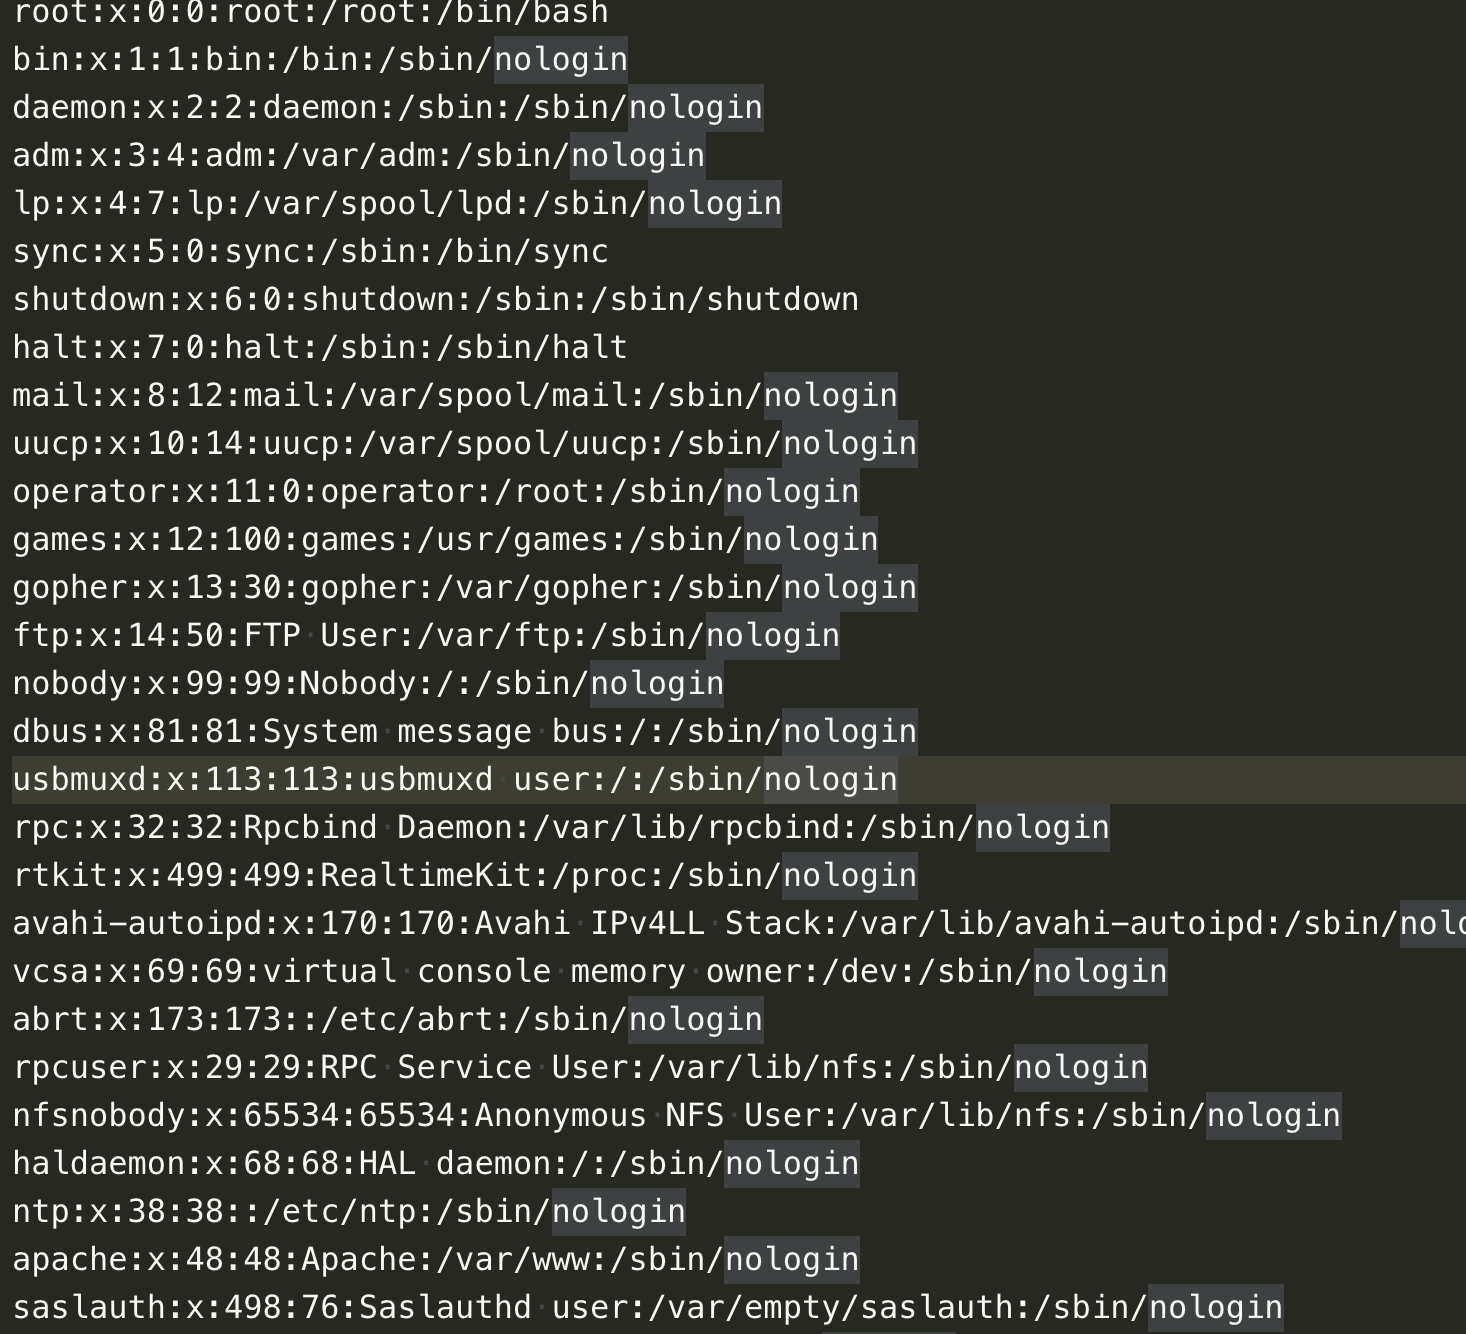 root:x:0:0:root:/root:/bin/bash
bin:x:1:1:bin:/bin:/sbin/nologin
daemon:x:2:2:daemon:/sbin:/sbin/nologin
adm:x:3:4:adm:/var/adm:/sbin/nologin
lp:x:4:7:lp:/var/spool/lpd:/sbin/nologin
sync:x:5:0:sync:/sbin:/bin/sync
shutdown:x:6:0:shutdown:/sbin:/sbin/shutdown
halt:x:7:0:halt:/sbin:/sbin/halt
mail:x:8:12:mail:/var/spool/mail:/sbin/nologin
uucp:x:10:14:uucp:/var/spool/uucp:/sbin/nologin
operator:x:11:0:operator:/root:/sbin/nologin
games:x:12:100:games:/usr/games:/sbin/nologin
gopher:x:13:30:gopher:/var/gopher:/sbin/nologin
ftp:x:14:50:FTP User:/var/ftp:/sbin/nologin
nobody:x:99:99:Nobody:/:/sbin/nologin
dbus:x:81:81:System message bus:/:/sbin/nologin
usbmuxd:x:113:113:usbmuxd user:/:/sbin/nologin
rpc:x:32:32:Rpcbind Daemon:/var/lib/rpcbind:/sbin/nologin
rtkit:x:499:499:RealtimeKit:/proc:/sbin/nologin
avahi-autoipd:x:170:170:Avahi IPv4LL Stack:/var/lib/avahi-autoipd:/sbin/nolo
vcsa:x:69:69:virtual console memory owner:/dev:/sbin/nologin
abrt:x:173:173::/etc/abrt:/sbin/nologin
rpcuser:x:29:29:RPC Service User:/var/lib/nfs:/sbin/nologin
nfsnobody:x:65534:65534:Anonymous NFS User:/var/lib/nfs:/sbin/nologin
haldaemon:x:68:68:HAL daemon:/:/sbin/nologin
ntp:x:38:38::/etc/ntp:/sbin/nologin
apache:x:48:48:Apache:/var/www:/sbin/nologin
saslauth:x:498:76:Saslauthd user:/var/empty/saslauth:/sbin/nologin